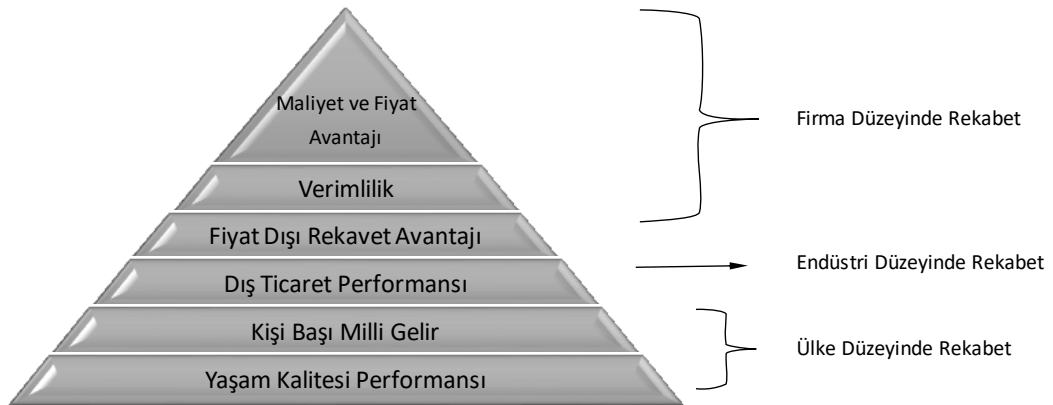 Maliyet ve Fiyat
Avantajı
Verimlilik
Fiyat Dışı Rekavet Avantajı
Dış Ticaret Performansı
Kişi Başı Milli Gelir
Yaşam Kalitesi Performansı
Firma Düzeyinde Rekabet
Endüstri Düzeyinde Rekabet
Ülke Düzeyinde Rekabet